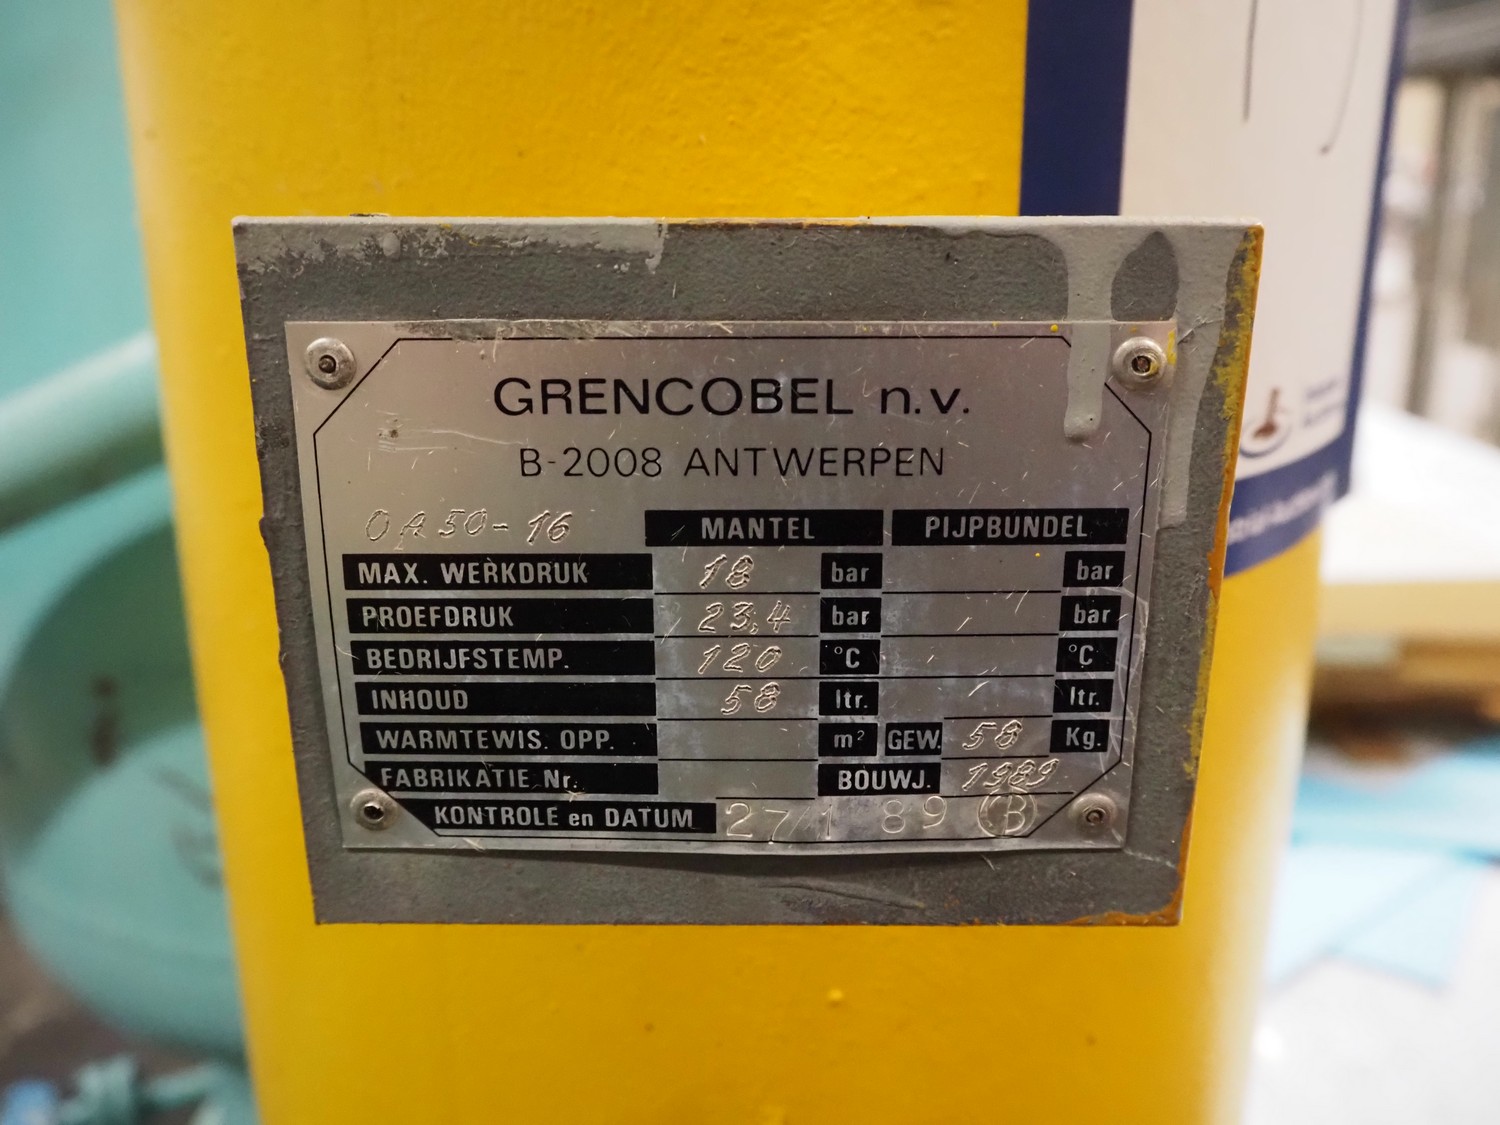 GRENCOBEL n.v.
B-2008 ANTWERPEN
OA 50-16 MANTEL PIJPBUNDEL
MAX. WERKDRUK 18 bar bar
PROEFDRUK 23,4 bar bar
BEDRIJFSTEMP. 120 °C °C
INHOUD 58 ltr. ltr.
WARMTEWIS. OPP. m² GEW. 58 Kg.
FABRIKATIE Nr. BOUWJ. 1989
KONTROLE en DATUM 27/1 89 B